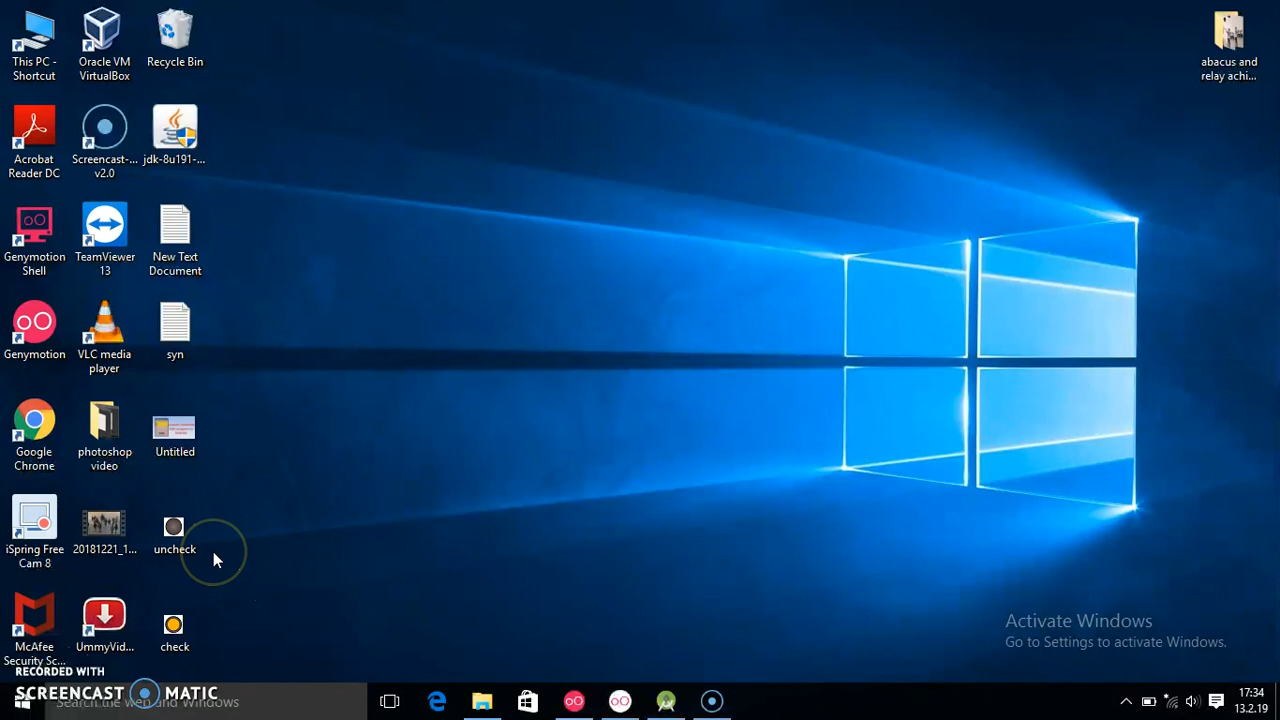 This PC -
Shortcut
Oracle VM
VirtualBox
Recycle Bin
abacus and
relay achi...
Acrobat
Reader DC
Screencast-...
v2.0
jdk-8u191-...
Genymotion
Shell
TeamViewer
13
New Text
Document
Genymotion
VLC media
player
syn
Google
Chrome
photoshop
video
Untitled
iSpring Free
Cam 8
20181221_1...
uncheck
McAfee
Security Sc...
UmmyVid...
check
Activate Windows
Go to Settings to activate Windows.
RECORDED WITH
SCREENCAST MATIC
Search the web and Windows
17:34
13.2.19